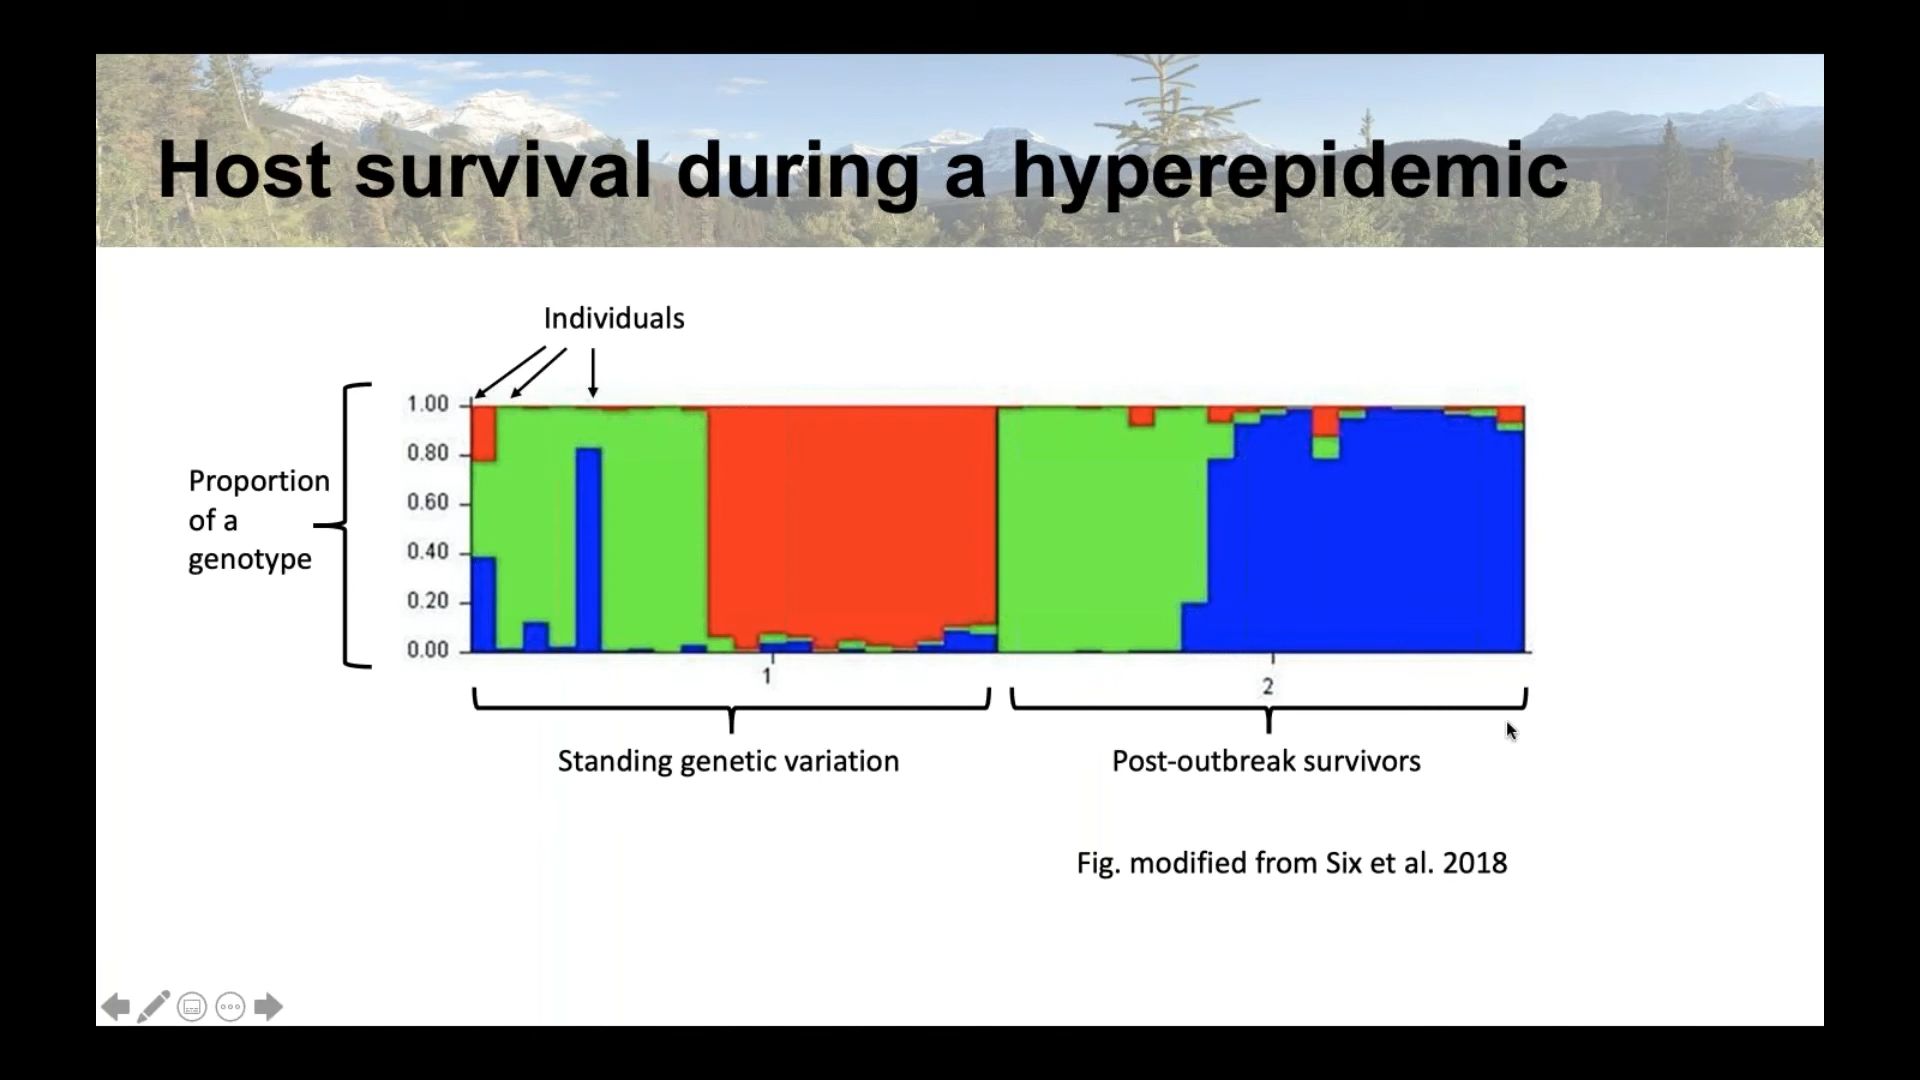 Host survival during a hyperepidemic
Individuals
Proportion
of a
genotype
1.00
0.80
0.60
0.40
0.20
0.00
1
2
Standing genetic variation
Post-outbreak survivors
Fig. modified from Six et al. 2018